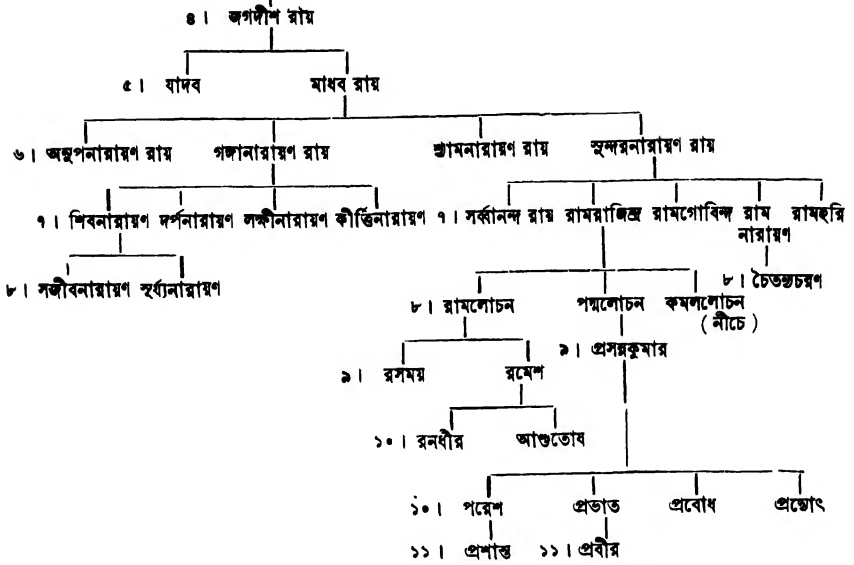 ৪। জগদীশ রায়
৫। যাদব মাধব রায়
৬। অনুপনারায়ণ রায় গঙ্গানারায়ণ রায় শ্যামনারায়ণ রায় সুন্দরনারায়ণ রায়
৭। শিবনারায়ণ দর্পনারায়ণ লক্ষীনারায়ণ কীর্ত্তিনারায়ণ ৭। সর্ব্বানন্দ রায় রামরাজিন্দ্র রামগোবিন্দ রাম রামহরি
নারায়ণ
৮। সজীবনারায়ণ সূর্য্যনারায়ণ ৮। চৈতন্যচরণ
৮। রামলোচন পদ্মলোচন কমললোচন
(নীচে)
৯। রসময় রমেশ ৯। প্রসন্নকুমার
১০। রনধীর আশুতোষ
১০। পরেশ প্রভাত প্রবোধ প্রদ্যোৎ
১১। প্রশান্ত ১১। প্রবীর